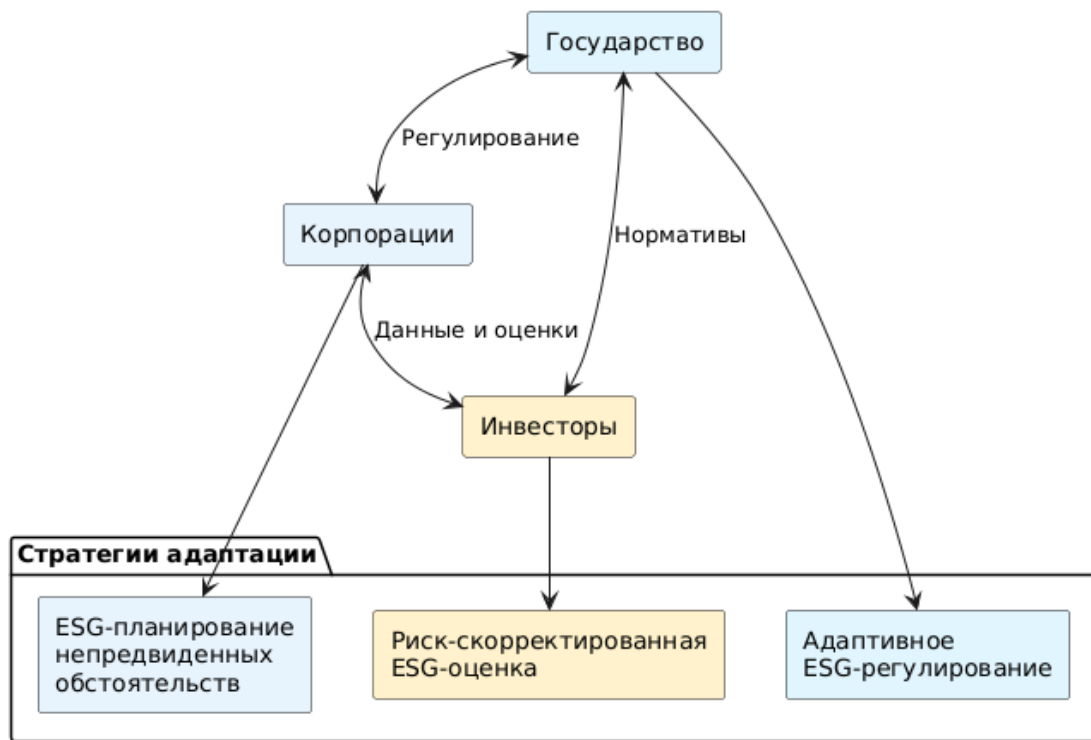 Государство
Регулирование
Корпорации
Нормативы
Данные и оценки
Инвесторы
Стратегии адаптации
ESG-планирование
непредвиденных
обстоятельств
Риск-скорректированная
ESG-оценка
Адаптивное
ESG-регулирование